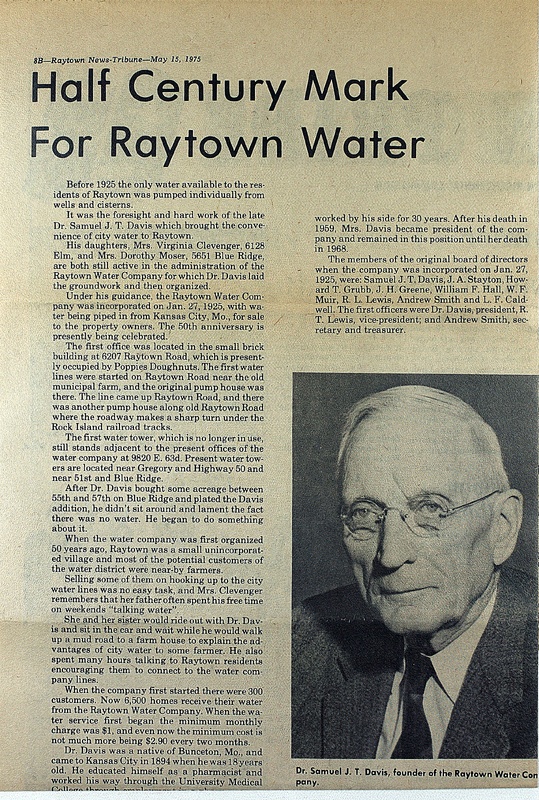 8B—Raytown News-Tribune—May 15, 1975
Half Century Mark
For Raytown Water
Before 1925 the only water available to the res-
idents of Raytown was pumped individually from
wells and cisterns.
It was the foresight and hard work of the late
Dr. Samuel J. T. Davis which brought the conve-
nience of city water to Raytown.
His daughters, Mrs. Virginia Clevenger, 6128
Elm, and Mrs. Dorothy Moser, 5651 Blue Ridge,
are both still active in the administration of the
Raytown Water Company for which Dr. Davis laid
the groundwork and then organized.
Under his guidance, the Raytown Water Com-
pany was incorporated on Jan. 27, 1925, with wa-
ter being piped in from Kansas City, Mo., for sale
to the property owners. The 50th anniversary is
presently being celebrated.
The first office was located in the small brick
building at 6207 Raytown Road, which is present-
ly occupied by Poppies Doughnuts. The first water
lines were started on Raytown Road near the old
municipal farm, and the original pump house was
there. The line came up Raytown Road, and there
was another pump house along old Raytown Road
where the roadway makes a sharp turn under the
Rock Island railroad tracks.
The first water tower, which is no longer in use,
still stands adjacent to the present offices of the
water company at 9820 E. 63d. Present water tow-
ers are located near Gregory and Highway 50 and
near 51st and Blue Ridge.
After Dr. Davis bought some acreage between
55th and 57th on Blue Ridge and plated the Davis
addition, he didn't sit around and lament the fact
there was no water. He began to do something
about it.
When the water company was first organized
50 years ago, Raytown was a small unincorporat-
ed village and most of the potential customers of
the water district were near-by farmers.
Selling some of them on hooking up to the city
water lines was no easy task, and Mrs. Clevenger
remembers that her father often spent his free time
on weekends "talking water".
She and her sister would ride out with Dr. Dav-
is and sit in the car and wait while he would walk
up a mud road to a farm house to explain the ad-
vantages of city water to some farmer. He also
spent many hours talking to Raytown residents
encouraging them to connect to the water com-
pany lines.
When the company first started there were 300
customers. Now 6,500 homes receive their water
from the Raytown Water Company. When the wa-
ter service first began the minimum monthly
charge was $1, and even now the minimum cost is
not much more being $2.90 every two months.
Dr. Davis was a native of Bunceton, Mo., and
came to Kansas City in 1894 when he was 18 years
old. He educated himself as a pharmacist and
worked his way through the University Medical
worked by his side for 30 years. After his death in
1959, Mrs. Davis became president of the com-
pany and remained in this position until her death
in 1968.
The members of the original board of directors
when the company was incorporated on Jan. 27,
1925, were: Samuel J. T, Davis, J. A. Stayton, How-
ard T. Grubb, J. H. Greene, William F. Hall, W. F.
Muir, R. L. Lewis, Andrew Smith and L. F. Cald-
well. The first officers were Dr. Davis, president, R.
T. Lewis, vice-president; and Andrew Smith, sec-
retary and treasurer.
Dr. Samuel J. T. Davis, founder of the Raytown Water Com
pany.